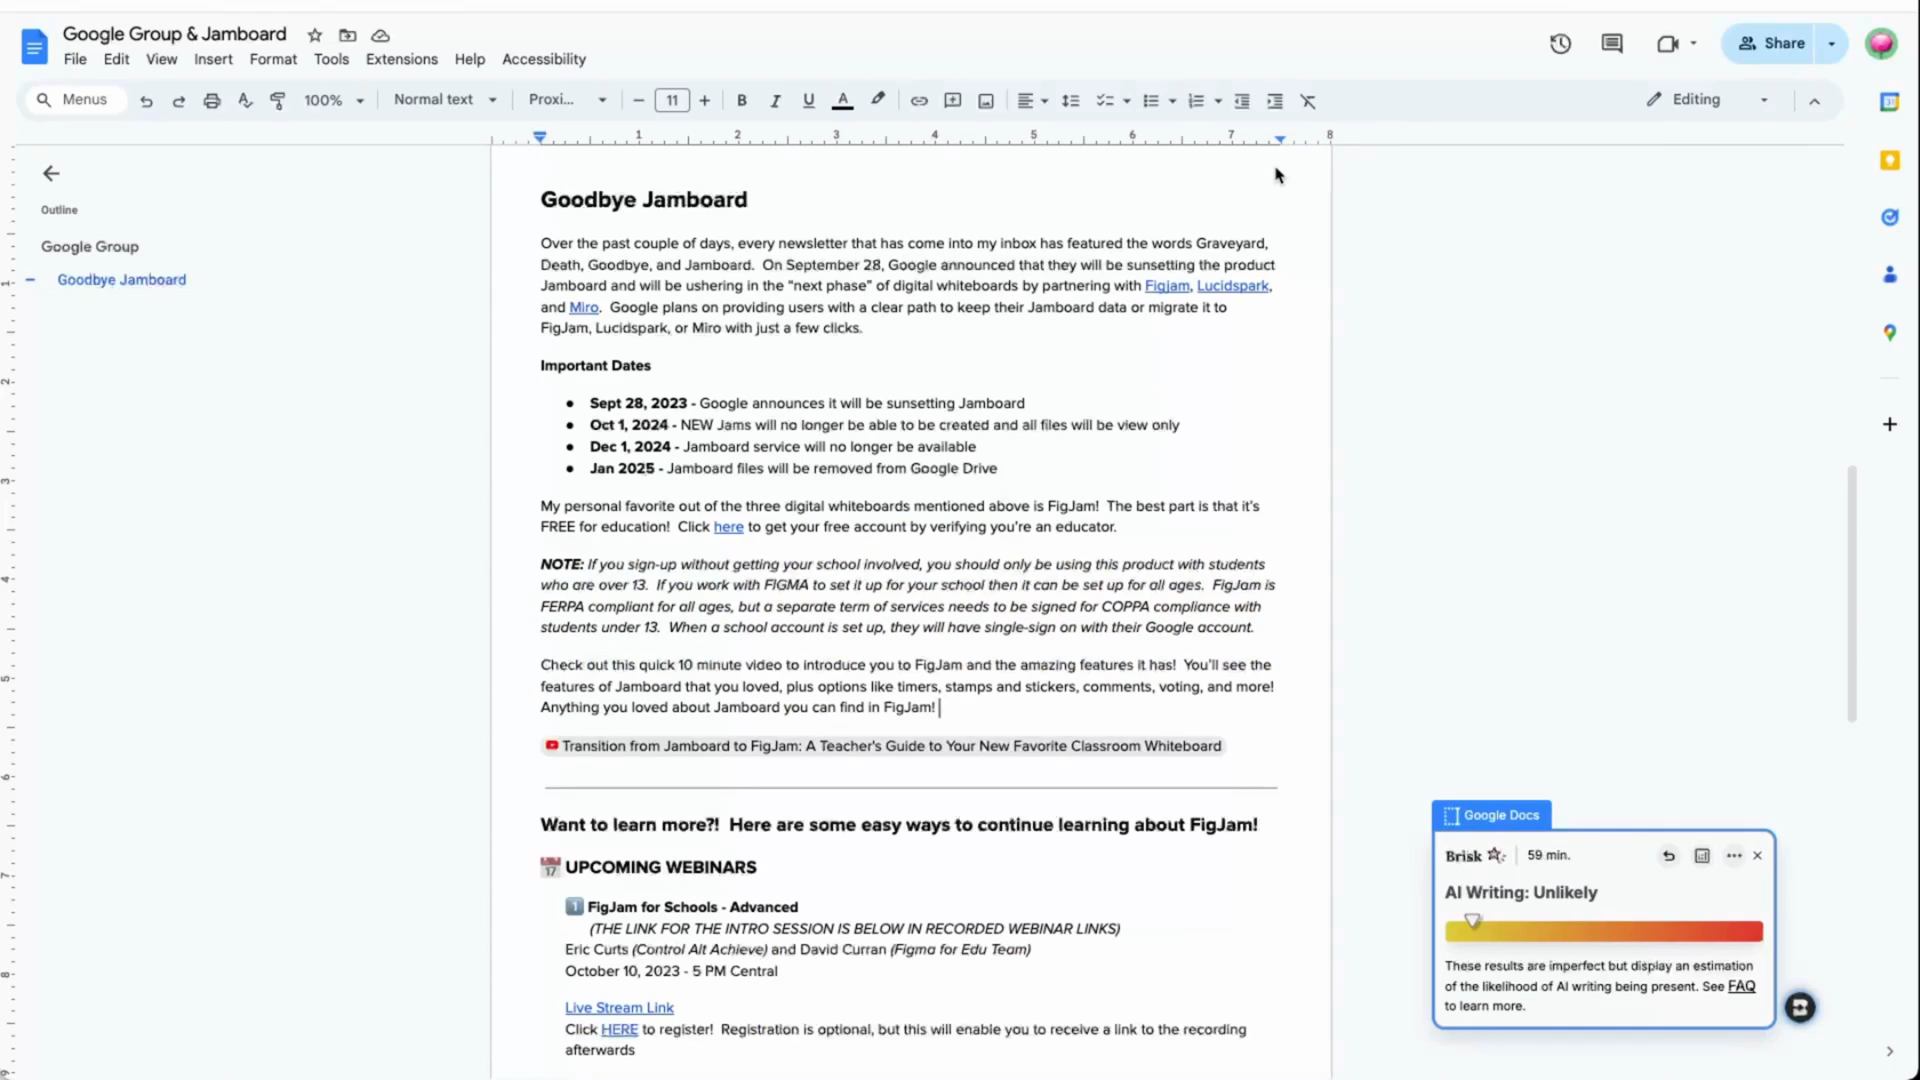 Google Group & Jamboard
File Edit View Insert Format Tools Extensions Help Accessibility
Share
Menus 100% Normal text Proxi... 11 Editing
1 2 3 4 5 6 7 8
Outline
Google Group
Goodbye Jamboard
Goodbye Jamboard
Over the past couple of days, every newsletter that has come into my inbox has featured the words Graveyard,
Death, Goodbye, and Jamboard. On September 28, Google announced that they will be sunsetting the product
Jamboard and will be ushering in the “next phase” of digital whiteboards by partnering with Figjam, Lucidspark,
and Miro. Google plans on providing users with a clear path to keep their Jamboard data or migrate it to
FigJam, Lucidspark, or Miro with just a few clicks.
Important Dates
● Sept 28, 2023 - Google announces it will be sunsetting Jamboard
● Oct 1, 2024 - NEW Jams will no longer be able to be created and all files will be view only
● Dec 1, 2024 - Jamboard service will no longer be available
● Jan 2025 - Jamboard files will be removed from Google Drive
My personal favorite out of the three digital whiteboards mentioned above is FigJam! The best part is that it’s
FREE for education! Click here to get your free account by verifying you’re an educator.
NOTE: If you sign-up without getting your school involved, you should only be using this product with students
who are over 13. If you work with FIGMA to set it up for your school then it can be set up for all ages. FigJam is
FERPA compliant for all ages, but a separate term of services needs to be signed for COPPA compliance with
students under 13. When a school account is set up, they will have single-sign on with their Google account.
Check out this quick 10 minute video to introduce you to FigJam and the amazing features it has! You’ll see the
features of Jamboard that you loved, plus options like timers, stamps and stickers, comments, voting, and more!
Anything you loved about Jamboard you can find in FigJam!
Transition from Jamboard to FigJam: A Teacher's Guide to Your New Favorite Classroom Whiteboard
Want to learn more?! Here are some easy ways to continue learning about FigJam!
📅 UPCOMING WEBINARS
1️⃣ FigJam for Schools - Advanced
(THE LINK FOR THE INTRO SESSION IS BELOW IN RECORDED WEBINAR LINKS)
Eric Curts (Control Alt Achieve) and David Curran (Figma for Edu Team)
October 10, 2023 - 5 PM Central
Live Stream Link
Click HERE to register! Registration is optional, but this will enable you to receive a link to the recording
afterwards
Google Docs
Brisk 59 min.
AI Writing: Unlikely
These results are imperfect but display an estimation
of the likelihood of AI writing being present. See FAQ
to learn more.